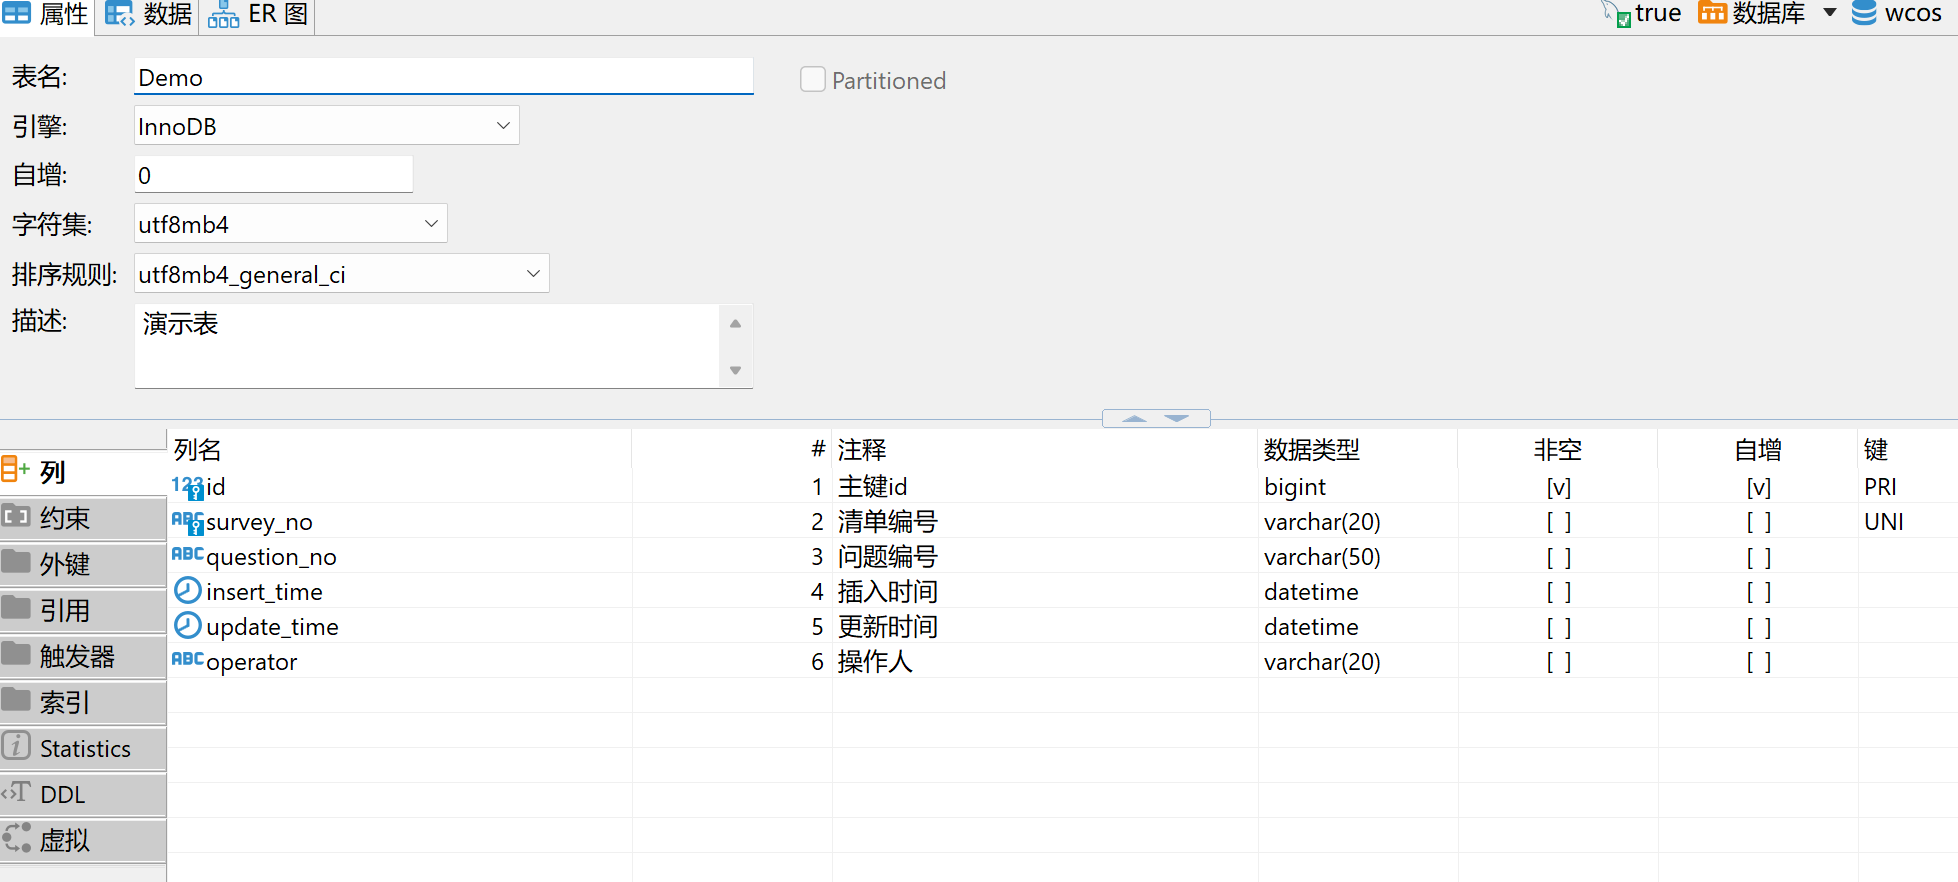 属性 数据 ER 图 true 数据库 wcos
表名: Demo Partitioned
引擎: InnoDB
自增: 0
字符集: utf8mb4
排序规则: utf8mb4_general_ci
描述: 演示表
列名 # 注释 数据类型 非空 自增 键
123 id 1 主键id bigint [v] [v] PRI
ABC survey_no 2 清单编号 varchar(20) [ ] [ ] UNI
ABC question_no 3 问题编号 varchar(50) [ ] [ ]
insert_time 4 插入时间 datetime [ ] [ ]
update_time 5 更新时间 datetime [ ] [ ]
ABC operator 6 操作人 varchar(20) [ ] [ ]
列
约束
外键
引用
触发器
索引
Statistics
DDL
虚拟